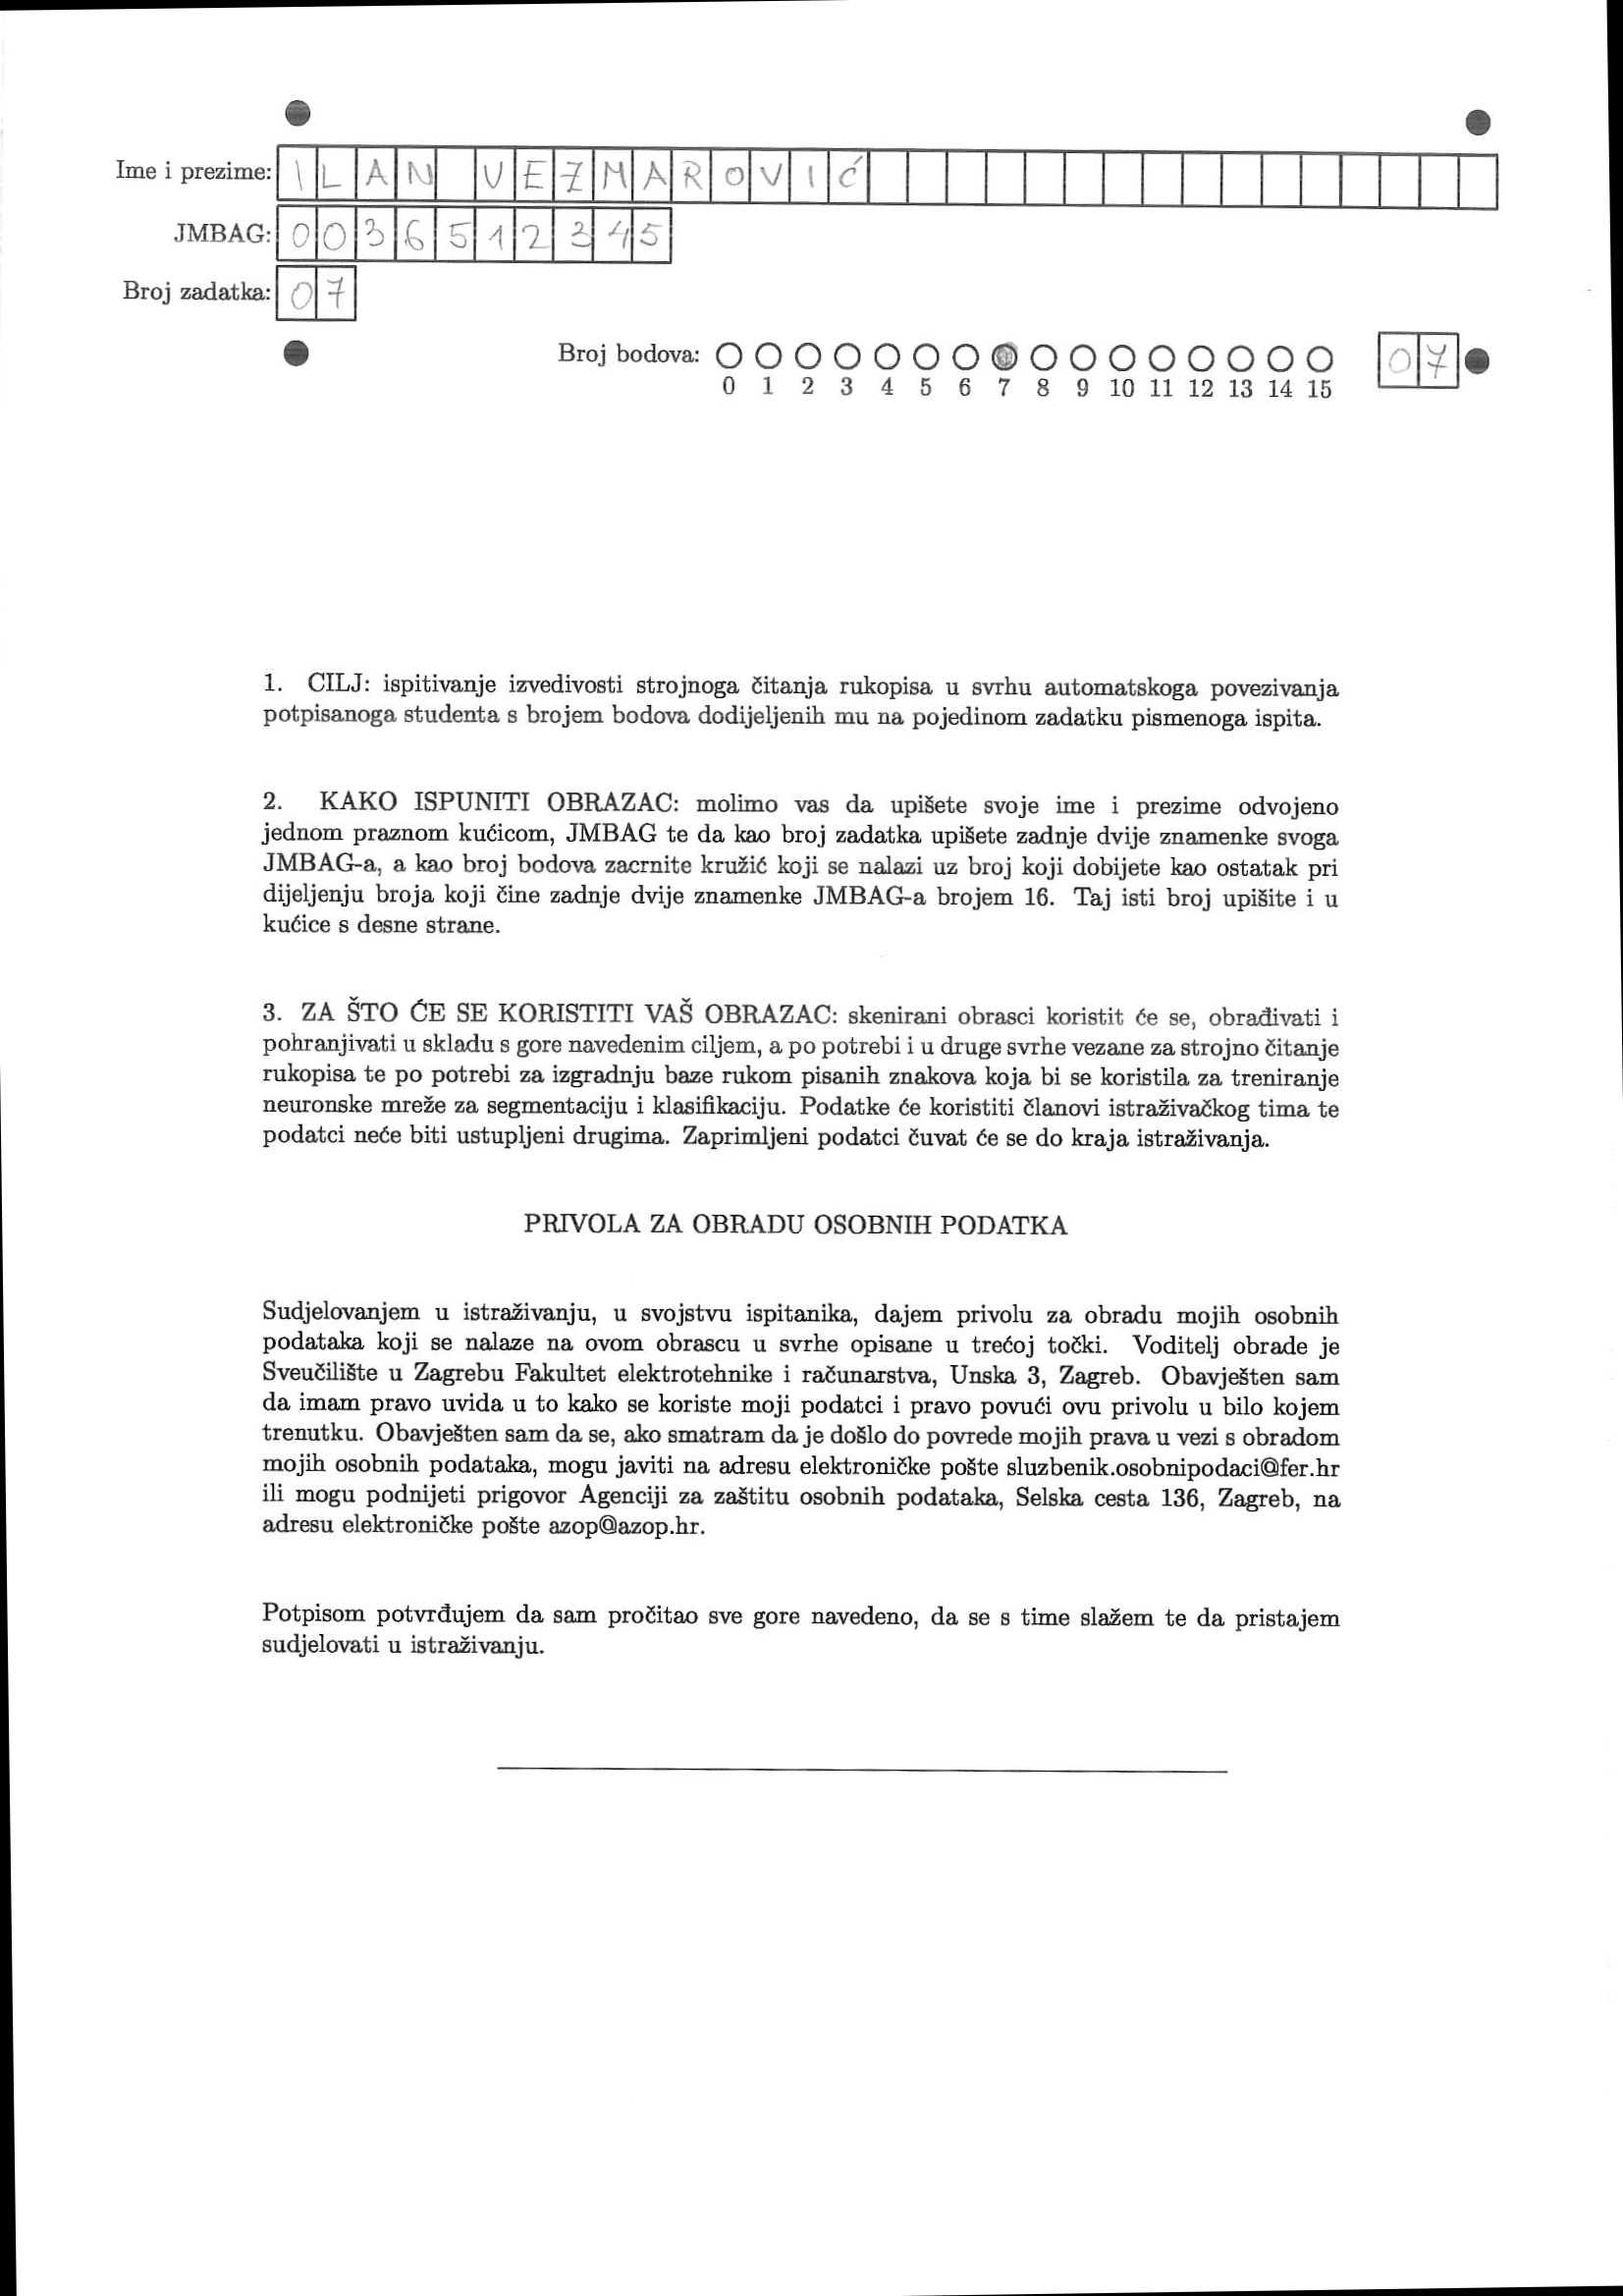 Ime i prezime: ILAN VEZMAROVIĆ
JMBAG: 0036512345
Broj zadatka: 07
Broj bodova: 07
0 1 2 3 4 5 6 7 8 9 10 11 12 13 14 15
1. CILJ: ispitivanje izvedivosti strojnoga čitanja rukopisa u svrhu automatskoga povezivanja
potpisanoga studenta s brojem bodova dodijeljenih mu na pojedinom zadatku pismenoga ispita.
2. KAKO ISPUNITI OBRAZAC: molimo vas da upišete svoje ime i prezime odvojeno
jednom praznom kućicom, JMBAG te da kao broj zadatka upišete zadnje dvije znamenke svoga
JMBAG-a, a kao broj bodova zacrnite kružić koji se nalazi uz broj koji dobijete kao ostatak pri
dijeljenju broja koji čine zadnje dvije znamenke JMBAG-a brojem 16. Taj isti broj upišite i u
kućice s desne strane.
3. ZA ŠTO ĆE SE KORISTITI VAŠ OBRAZAC: skenirani obrasci koristit će se, obrađivati i
pohranjivati u skladu s gore navedenim ciljem, a po potrebi i u druge svrhe vezane za strojno čitanje
rukopisa te po potrebi za izgradnju baze rukom pisanih znakova koja bi se koristila za treniranje
neuronske mreže za segmentaciju i klasifikaciju. Podatke će koristiti članovi istraživačkog tima te
podatci neće biti ustupljeni drugima. Zaprimljeni podatci čuvat će se do kraja istraživanja.
PRIVOLA ZA OBRADU OSOBNIH PODATKA
Sudjelovanjem u istraživanju, u svojstvu ispitanika, dajem privolu za obradu mojih osobnih
podataka koji se nalaze na ovom obrascu u svrhe opisane u trećoj točki. Voditelj obrade je
Sveučilište u Zagrebu Fakultet elektrotehnike i računarstva, Unska 3, Zagreb. Obavješten sam
da imam pravo uvida u to kako se koriste moji podatci i pravo povući ovu privolu u bilo kojem
trenutku. Obavješten sam da se, ako smatram da je došlo do povrede mojih prava u vezi s obradom
mojih osobnih podataka, mogu javiti na adresu elektroničke pošte sluzbenik.osobnipodaci@fer.hr
ili mogu podnijeti prigovor Agenciji za zaštitu osobnih podataka, Selska cesta 136, Zagreb, na
adresu elektroničke pošte azop@azop.hr.
Potpisom potvrđujem da sam pročitao sve gore navedeno, da se s time slažem te da pristajem
sudjelovati u istraživanju.